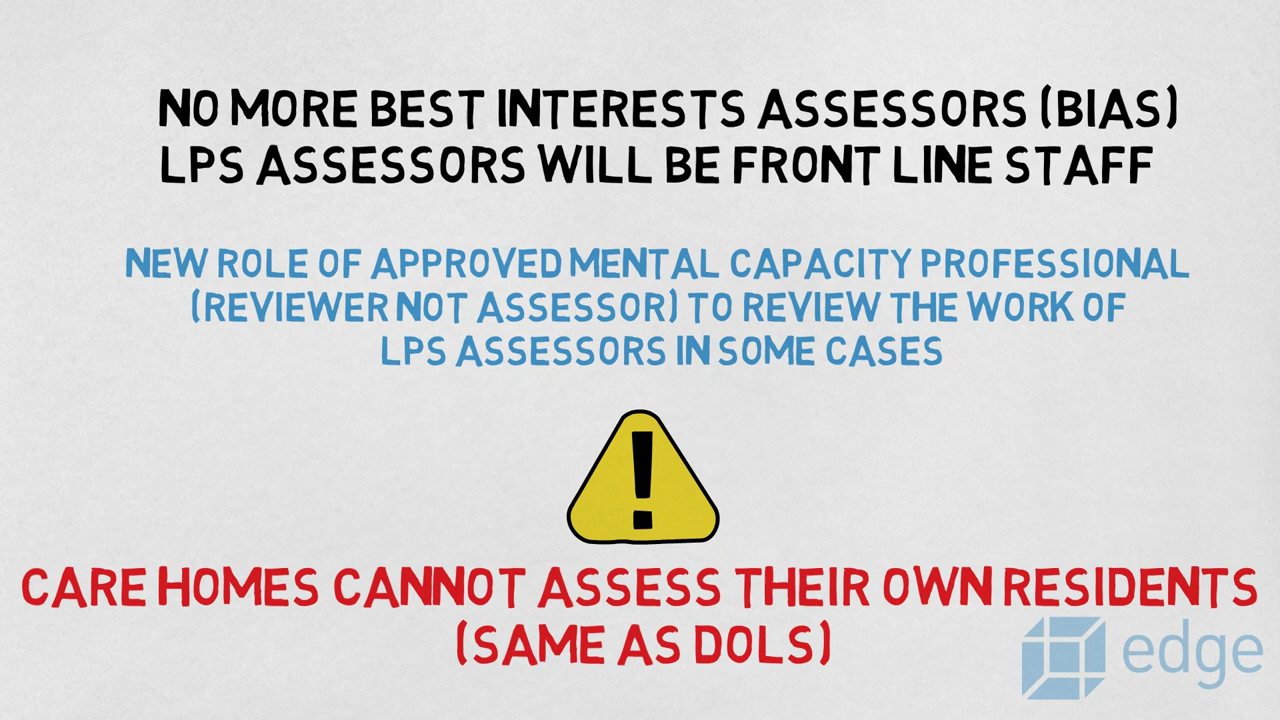 NO MORE BEST INTERESTS ASSESSORS (BIAS)
LPS ASSESSORS WILL BE FRONT LINE STAFF
NEW ROLE OF APPROVED MENTAL CAPACITY PROFESSIONAL
(REVIEWER NOT ASSESSOR) TO REVIEW THE WORK OF
LPS ASSESSORS IN SOME CASES
!
CARE HOMES CANNOT ASSESS THEIR OWN RESIDENTS
(SAME AS DOLS)
edge